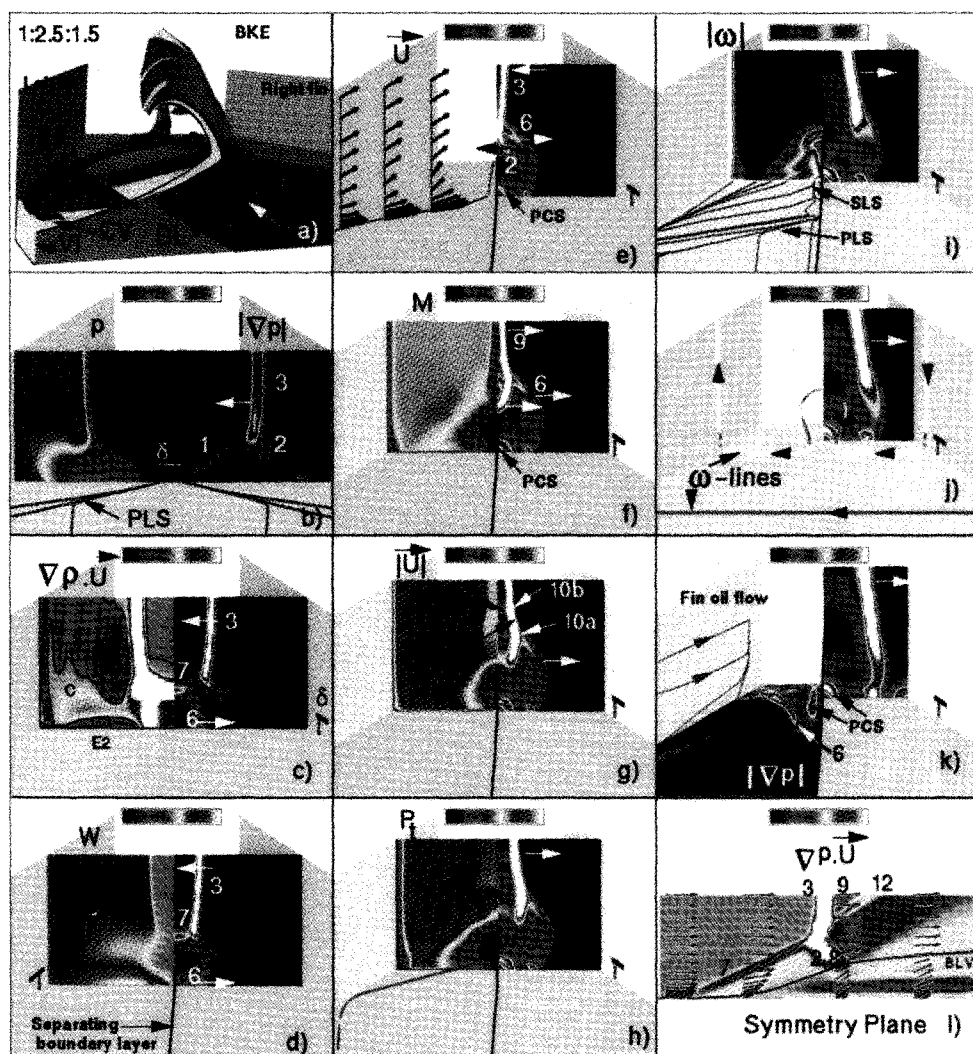 1:2.5:1.5
BKE
Right fin
a)
p
|∇p|
3
δ
1
2
PLS
b)
∇ρ.U
3
c
7
6
δ
E2
c)
W
3
7
6
Separating
boundary layer
d)
U
3
6
2
PCS
e)
M
9
6
PCS
f)
|U|
10b
10a
g)
P_t
h)
|ω|
SLS
PLS
i)
ω-lines
j)
Fin oil flow
PCS
6
|∇p|
k)
∇ρ.U
3 9 12
BLV
Symmetry Plane l)